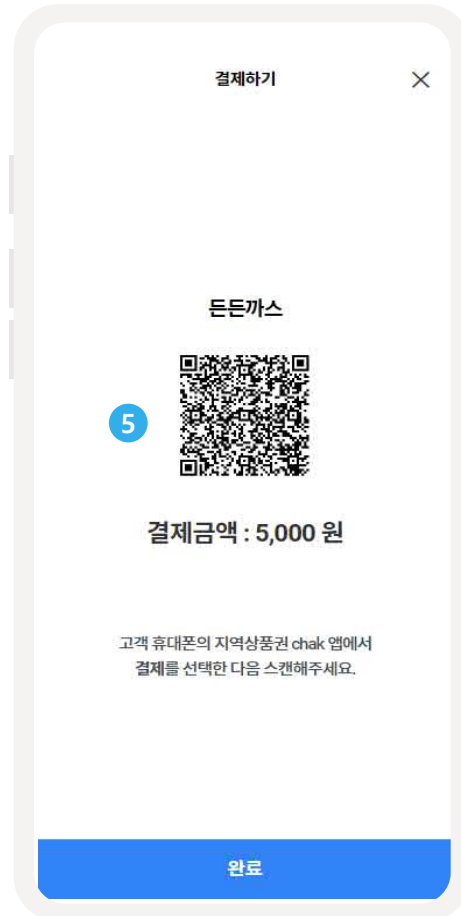 결제하기
든든까스
5
결제금액 : 5,000 원
고객 휴대폰의 지역상품권 chak 앱에서
결제를 선택한 다음 스캔해주세요.
완료